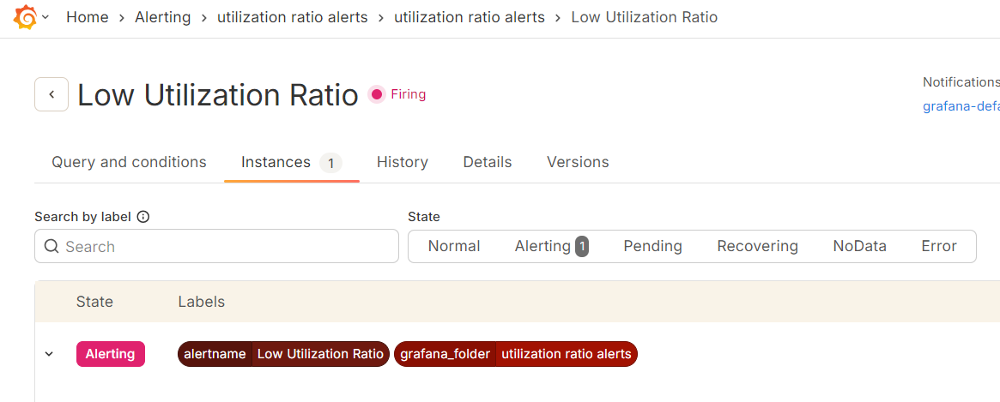 Home > Alerting > utilization ratio alerts > utilization ratio alerts > Low Utilization Ratio
Low Utilization Ratio Firing
Notifications
Query and conditions Instances 1 History Details Versions
Search by label State
Search Normal Alerting 1 Pending Recovering NoData Error
State Labels
Alerting alertname Low Utilization Ratio grafana_folder utilization ratio alerts